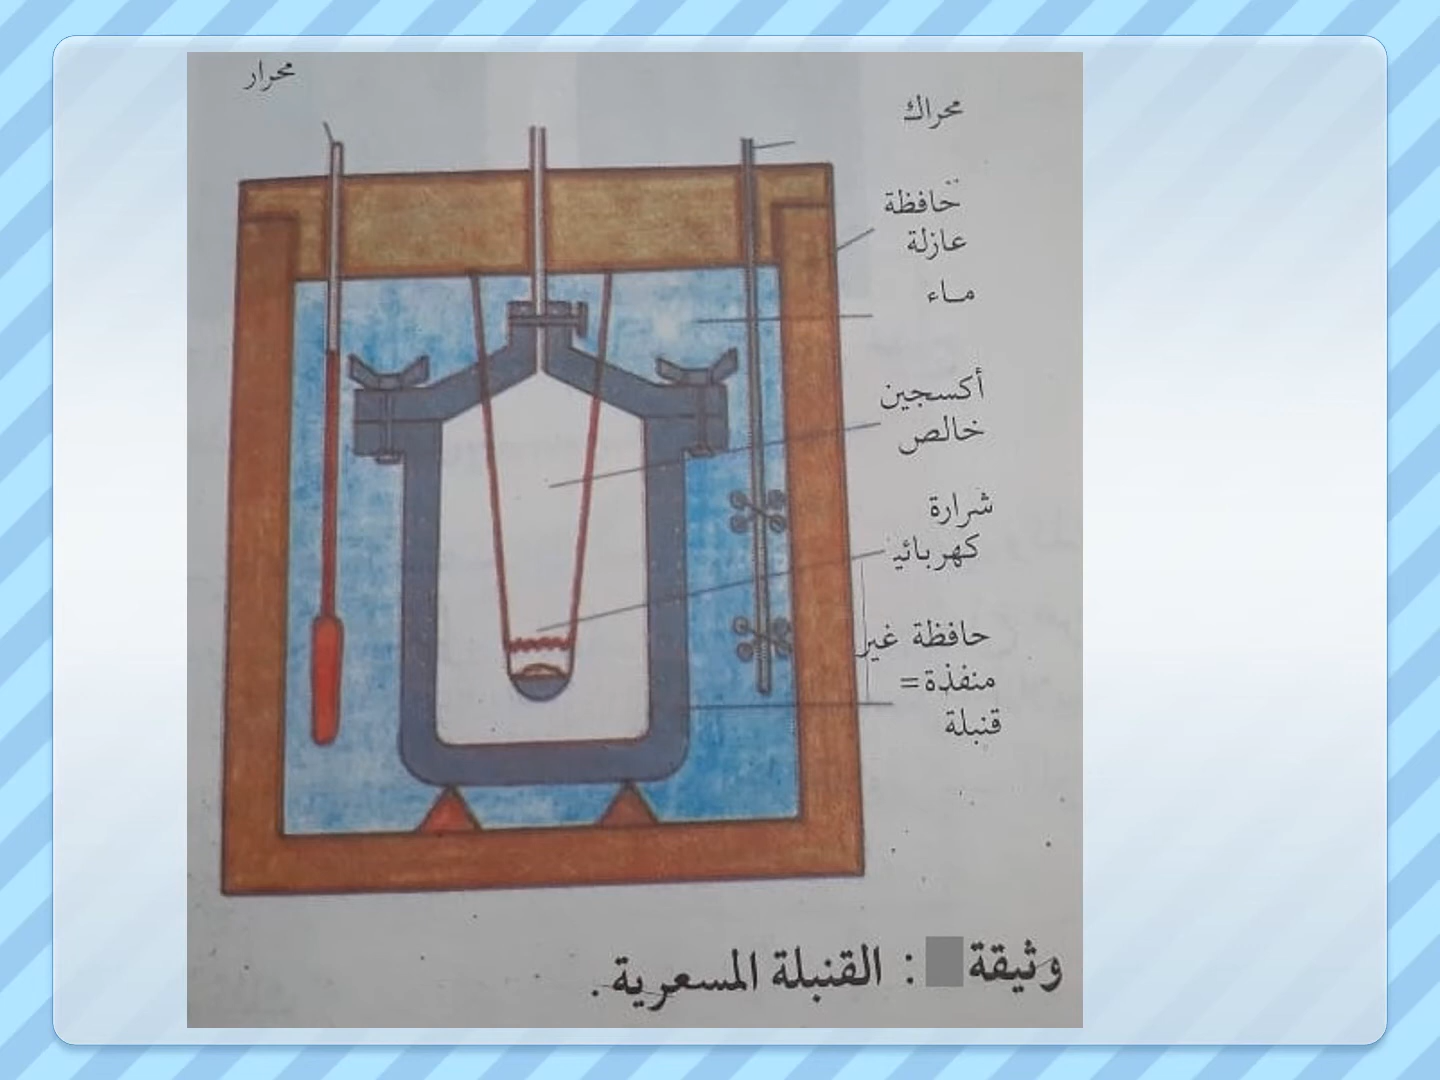 محرار
محراك
حافظة
عازلة
ماء
أكسجين
خالص
شرارة
كهربائية
حافظة غير
منفذة =
قنبلة
وثيقة : القنبلة المسعرية .